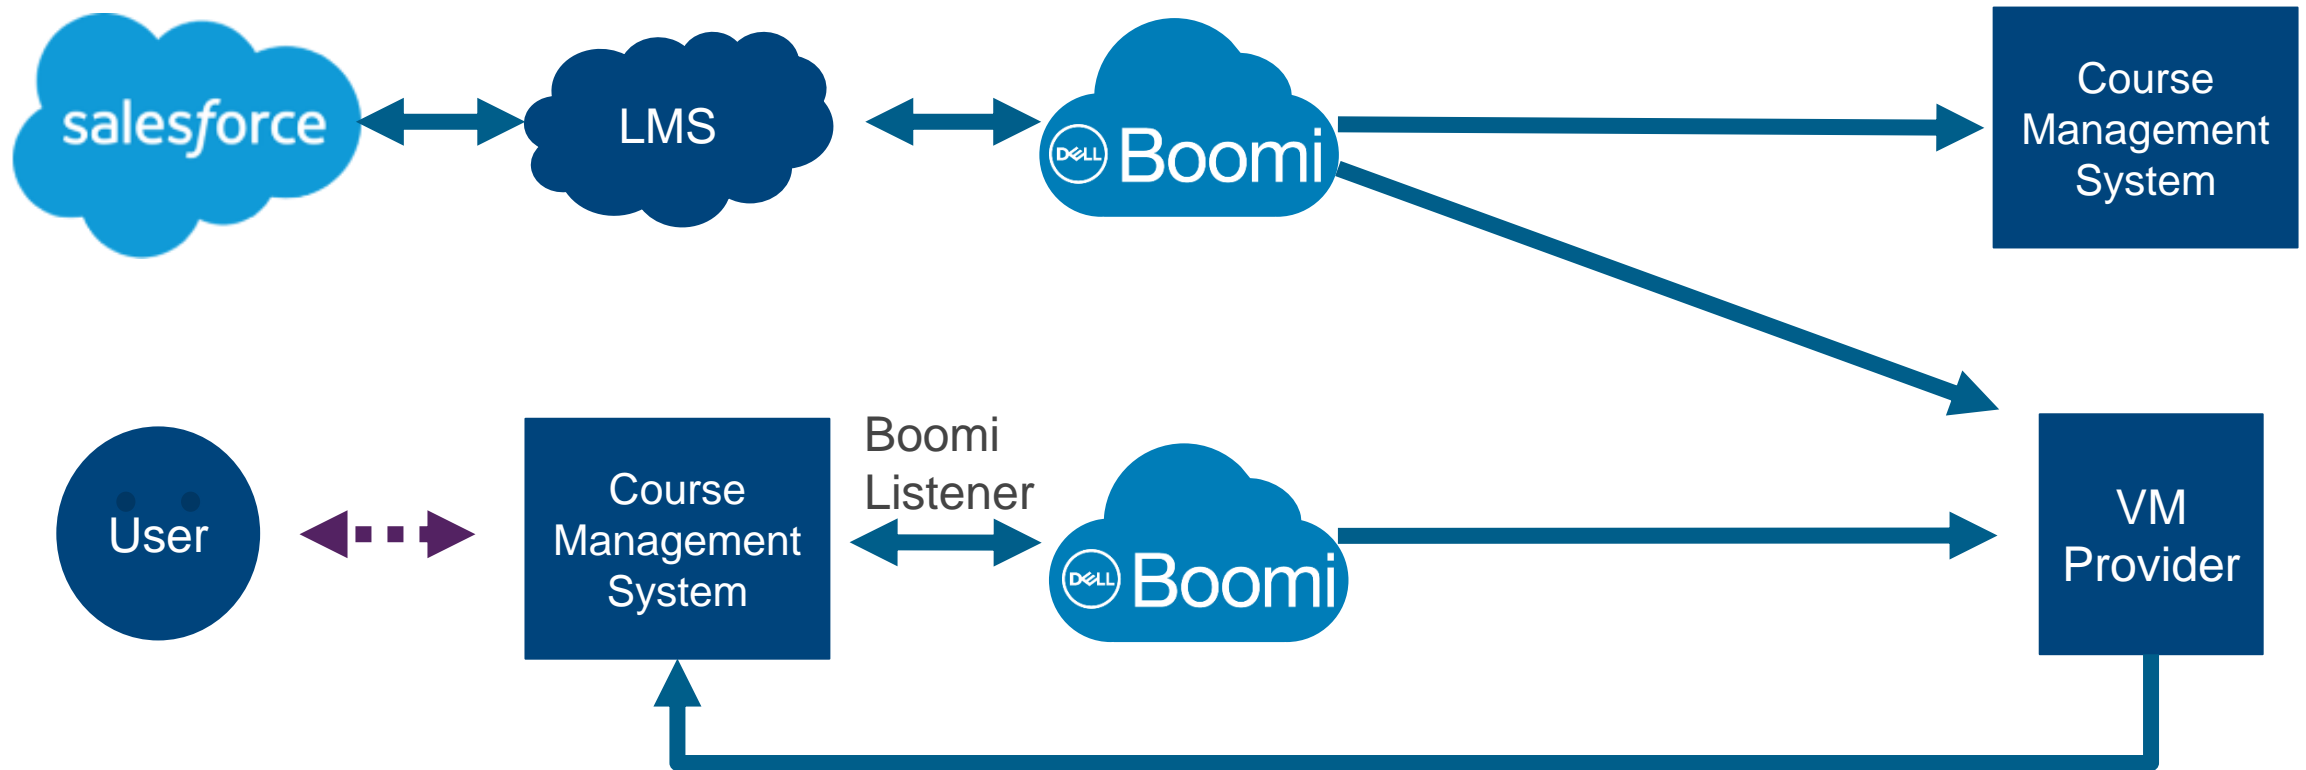 salesforce
LMS
DELL Boomi
Course
Management
System
User
Course
Management
System
Boomi
Listener
DELL Boomi
VM
Provider